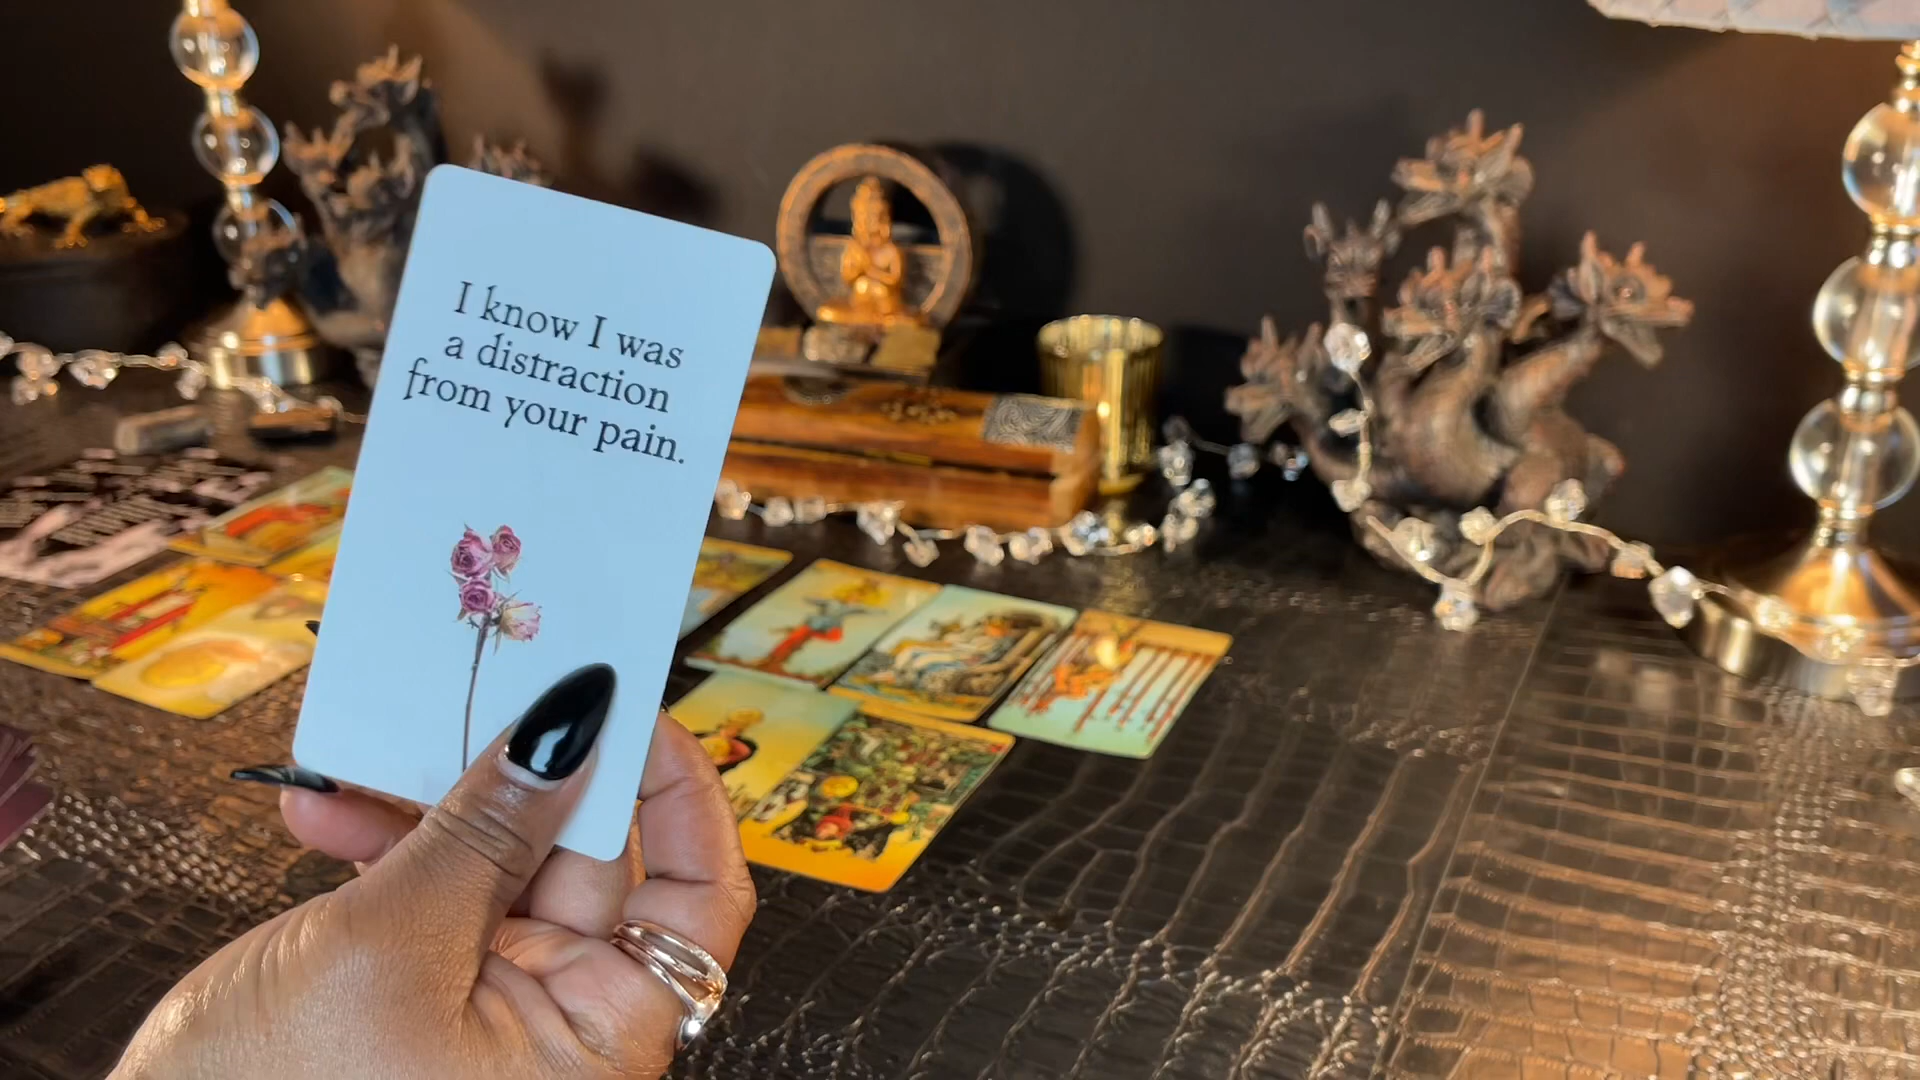 I know I was
a distraction
from your pain.